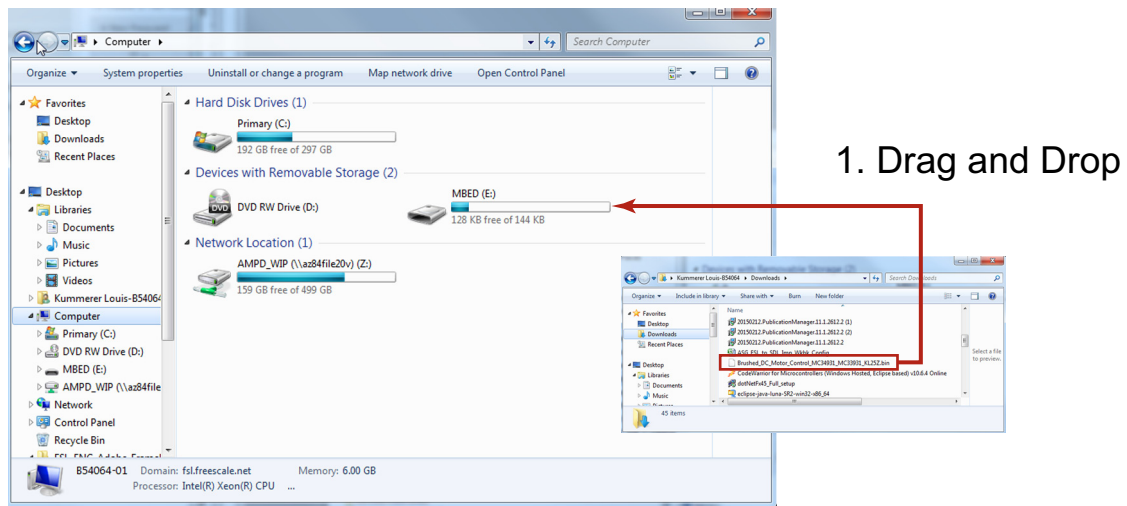 Computer
Search Computer
Organize
System properties
Uninstall or change a program
Map network drive
Open Control Panel
Favorites
Desktop
Downloads
Recent Places
Desktop
Libraries
Documents
Music
Pictures
Videos
Kummerer Louis-B54064
Computer
Primary (C:)
DVD RW Drive (D:)
MBED (E:)
AMPD_WIP (\\az84file
Network
Control Panel
Recycle Bin
Hard Disk Drives (1)
Primary (C:)
192 GB free of 297 GB
Devices with Removable Storage (2)
DVD
DVD RW Drive (D:)
MBED (E:)
128 KB free of 144 KB
Network Location (1)
AMPD_WIP (\\az84file20v) (Z:)
159 GB free of 499 GB
B54064-01 Domain: fsl.freescale.net Memory: 6.00 GB
Processor: Intel(R) Xeon(R) CPU ...
1. Drag and Drop
Kummerer Louis-B54064 Downloads
Search Downloads
Organize
Include in library
Share with
Burn
New folder
Favorites
Desktop
Downloads
Recent Places
Desktop
Libraries
Documents
Music
Name
20150212.PublicationManager.11.1.2612.2 (1)
20150212.PublicationManager.11.1.2612.2 (2)
20150212.PublicationManager.11.1.2612.2
ASG_FSL_to_SDI_Imp_Wkbk_Config
Brushed_DC_Motor_Control_MC34931_MC33931_KL25Z.bin
CodeWarrior for Microcontrollers (Windows Hosted, Eclipse based) v10.6.4 Online
dotNetFx45_Full_setup
eclipse-java-luna-SR2-win32-x86_64
Select a file
to preview.
45 items